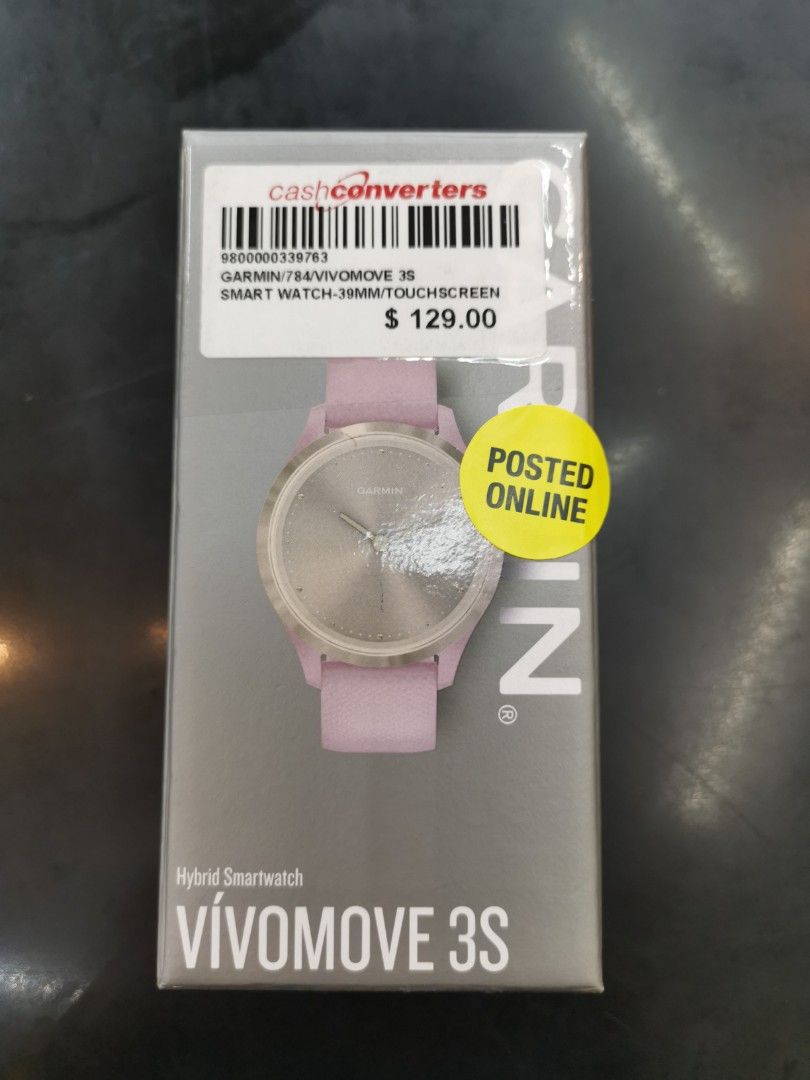 cashconverters
9800000339763
GARMIN/784/VIVOMOVE 3S
SMART WATCH-39MM/TOUCHSCREEN
$ 129.00
GARMIN
POSTED
ONLINE
GARMIN®
Hybrid Smartwatch
VÍVOMOVE 3S